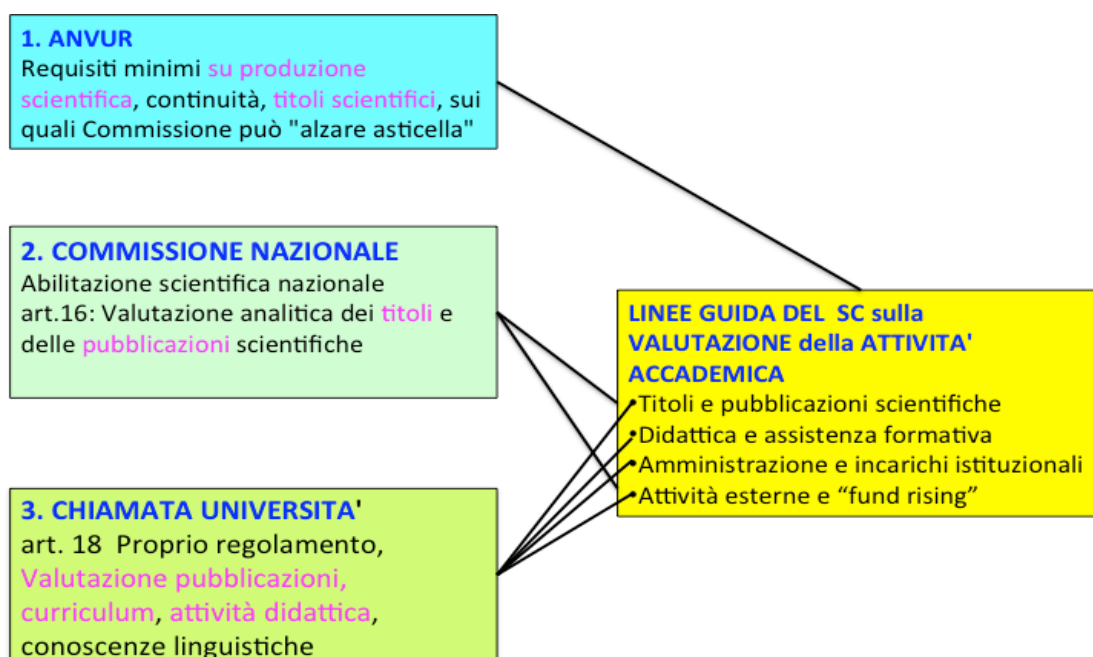 1. ANVUR
Requisiti minimi su produzione
scientifica, continuità, titoli scientifici, sui
quali Commissione può "alzare asticella"
2. COMMISSIONE NAZIONALE
Abilitazione scientifica nazionale
art.16: Valutazione analitica dei titoli e
delle pubblicazioni scientifiche
3. CHIAMATA UNIVERSITA'
art. 18 Proprio regolamento,
Valutazione pubblicazioni,
curriculum, attività didattica,
conoscenze linguistiche
LINEE GUIDA DEL SC sulla
VALUTAZIONE della ATTIVITA'
ACCADEMICA
•Titoli e pubblicazioni scientifiche
•Didattica e assistenza formativa
•Amministrazione e incarichi istituzionali
•Attività esterne e “fund rising”